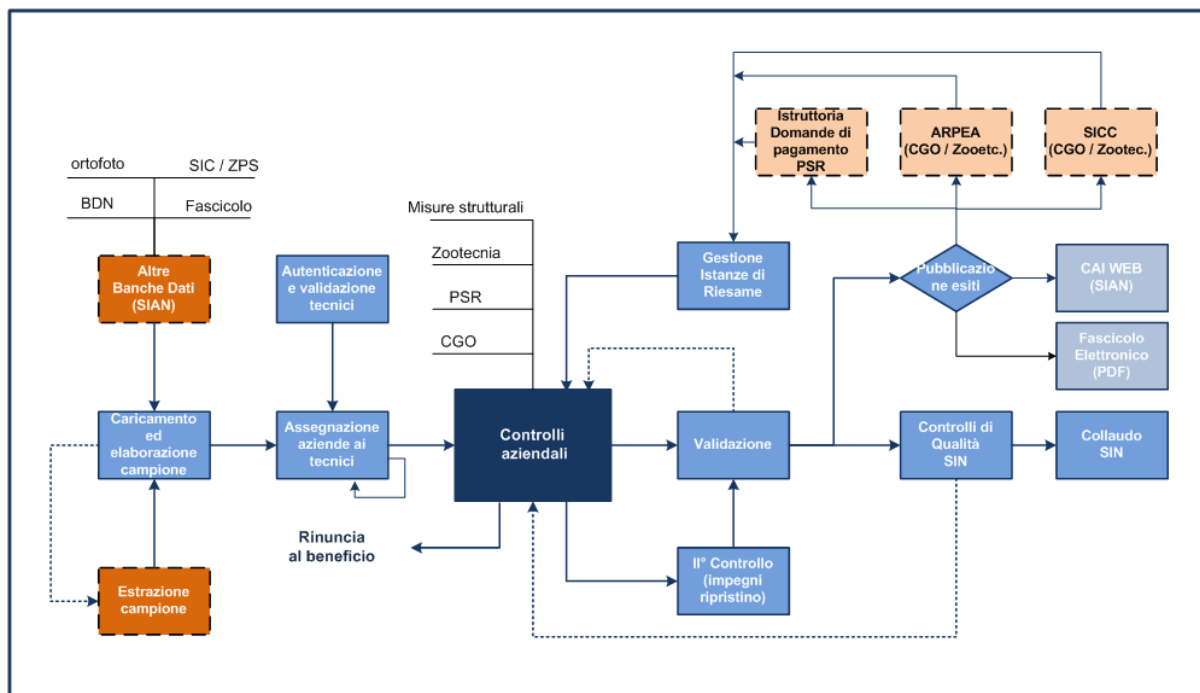 ortofoto
SIC / ZPS
BDN
Fascicolo
Altre
Banche Dati
(SIAN)
Autenticazione
e validazione
tecnici
Misure strutturali
Zootecnia
PSR
CGO
Istruttoria
Domande di
pagamento
PSR
ARPEA
(CGO / Zooetc.)
SICC
(CGO / Zootec.)
Gestione
Istanze di
Riesame
Pubblicazio
ne esiti
CAI WEB
(SIAN)
Fascicolo
Elettronico
(PDF)
Caricamento
ed
elaborazione
campione
Assegnazione
aziende ai
tecnici
Controlli
aziendali
Validazione
Controlli di
Qualità
SIN
Collaudo
SIN
Rinuncia
al beneficio
II° Controllo
(impegni
ripristino)
Estrazione
campione